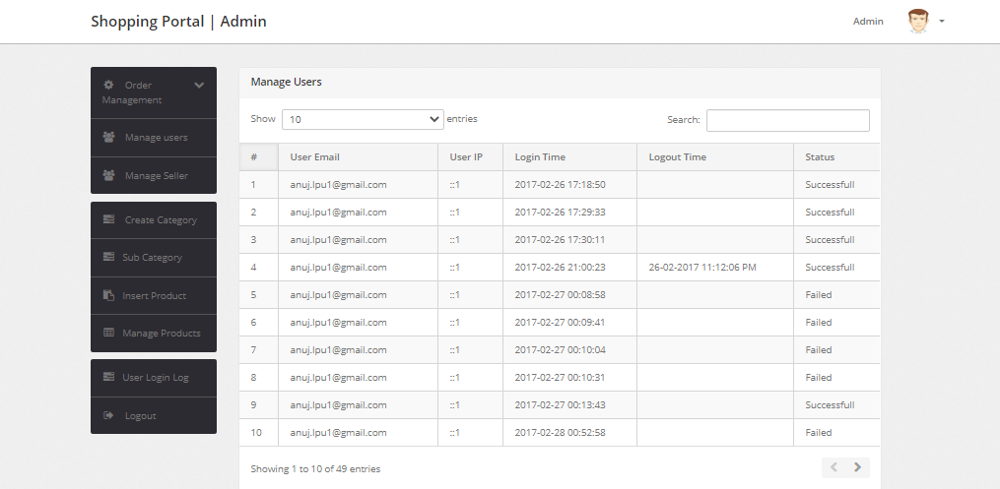 Shopping Portal | Admin
Admin
Order
Management
Manage users
Manage Seller
Create Category
Sub Category
Insert Product
Manage Products
User Login Log
Logout
Manage Users
Show 10 entries
Search:
# User Email User IP Login Time Logout Time Status
1 anuj.lpu1@gmail.com ::1 2017-02-26 17:18:50 Successfull
2 anuj.lpu1@gmail.com ::1 2017-02-26 17:29:33 Successfull
3 anuj.lpu1@gmail.com ::1 2017-02-26 17:30:11 Successfull
4 anuj.lpu1@gmail.com ::1 2017-02-26 21:00:23 26-02-2017 11:12:06 PM Successfull
5 anuj.lpu1@gmail.com ::1 2017-02-27 00:08:58 Failed
6 anuj.lpu1@gmail.com ::1 2017-02-27 00:09:41 Failed
7 anuj.lpu1@gmail.com ::1 2017-02-27 00:10:04 Failed
8 anuj.lpu1@gmail.com ::1 2017-02-27 00:10:31 Failed
9 anuj.lpu1@gmail.com ::1 2017-02-27 00:13:43 Successfull
10 anuj.lpu1@gmail.com ::1 2017-02-28 00:52:58 Failed
Showing 1 to 10 of 49 entries